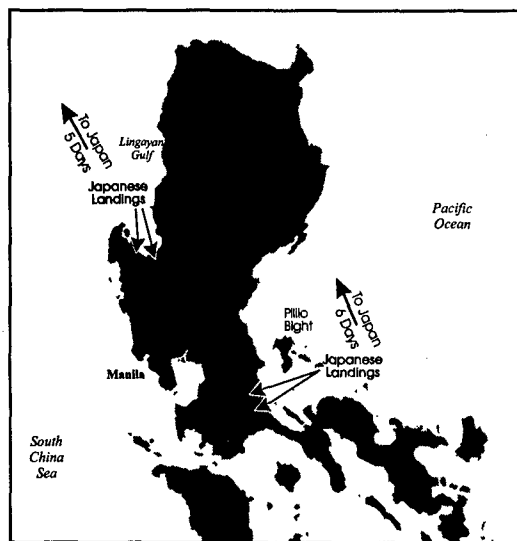 To Japan
5 Days
Lingayan
Gulf
Japanese
Landings
Pacific
Ocean
To Japan
6 Days
Pillio
Bight
Japanese
Landings
Manila
South
China
Sea